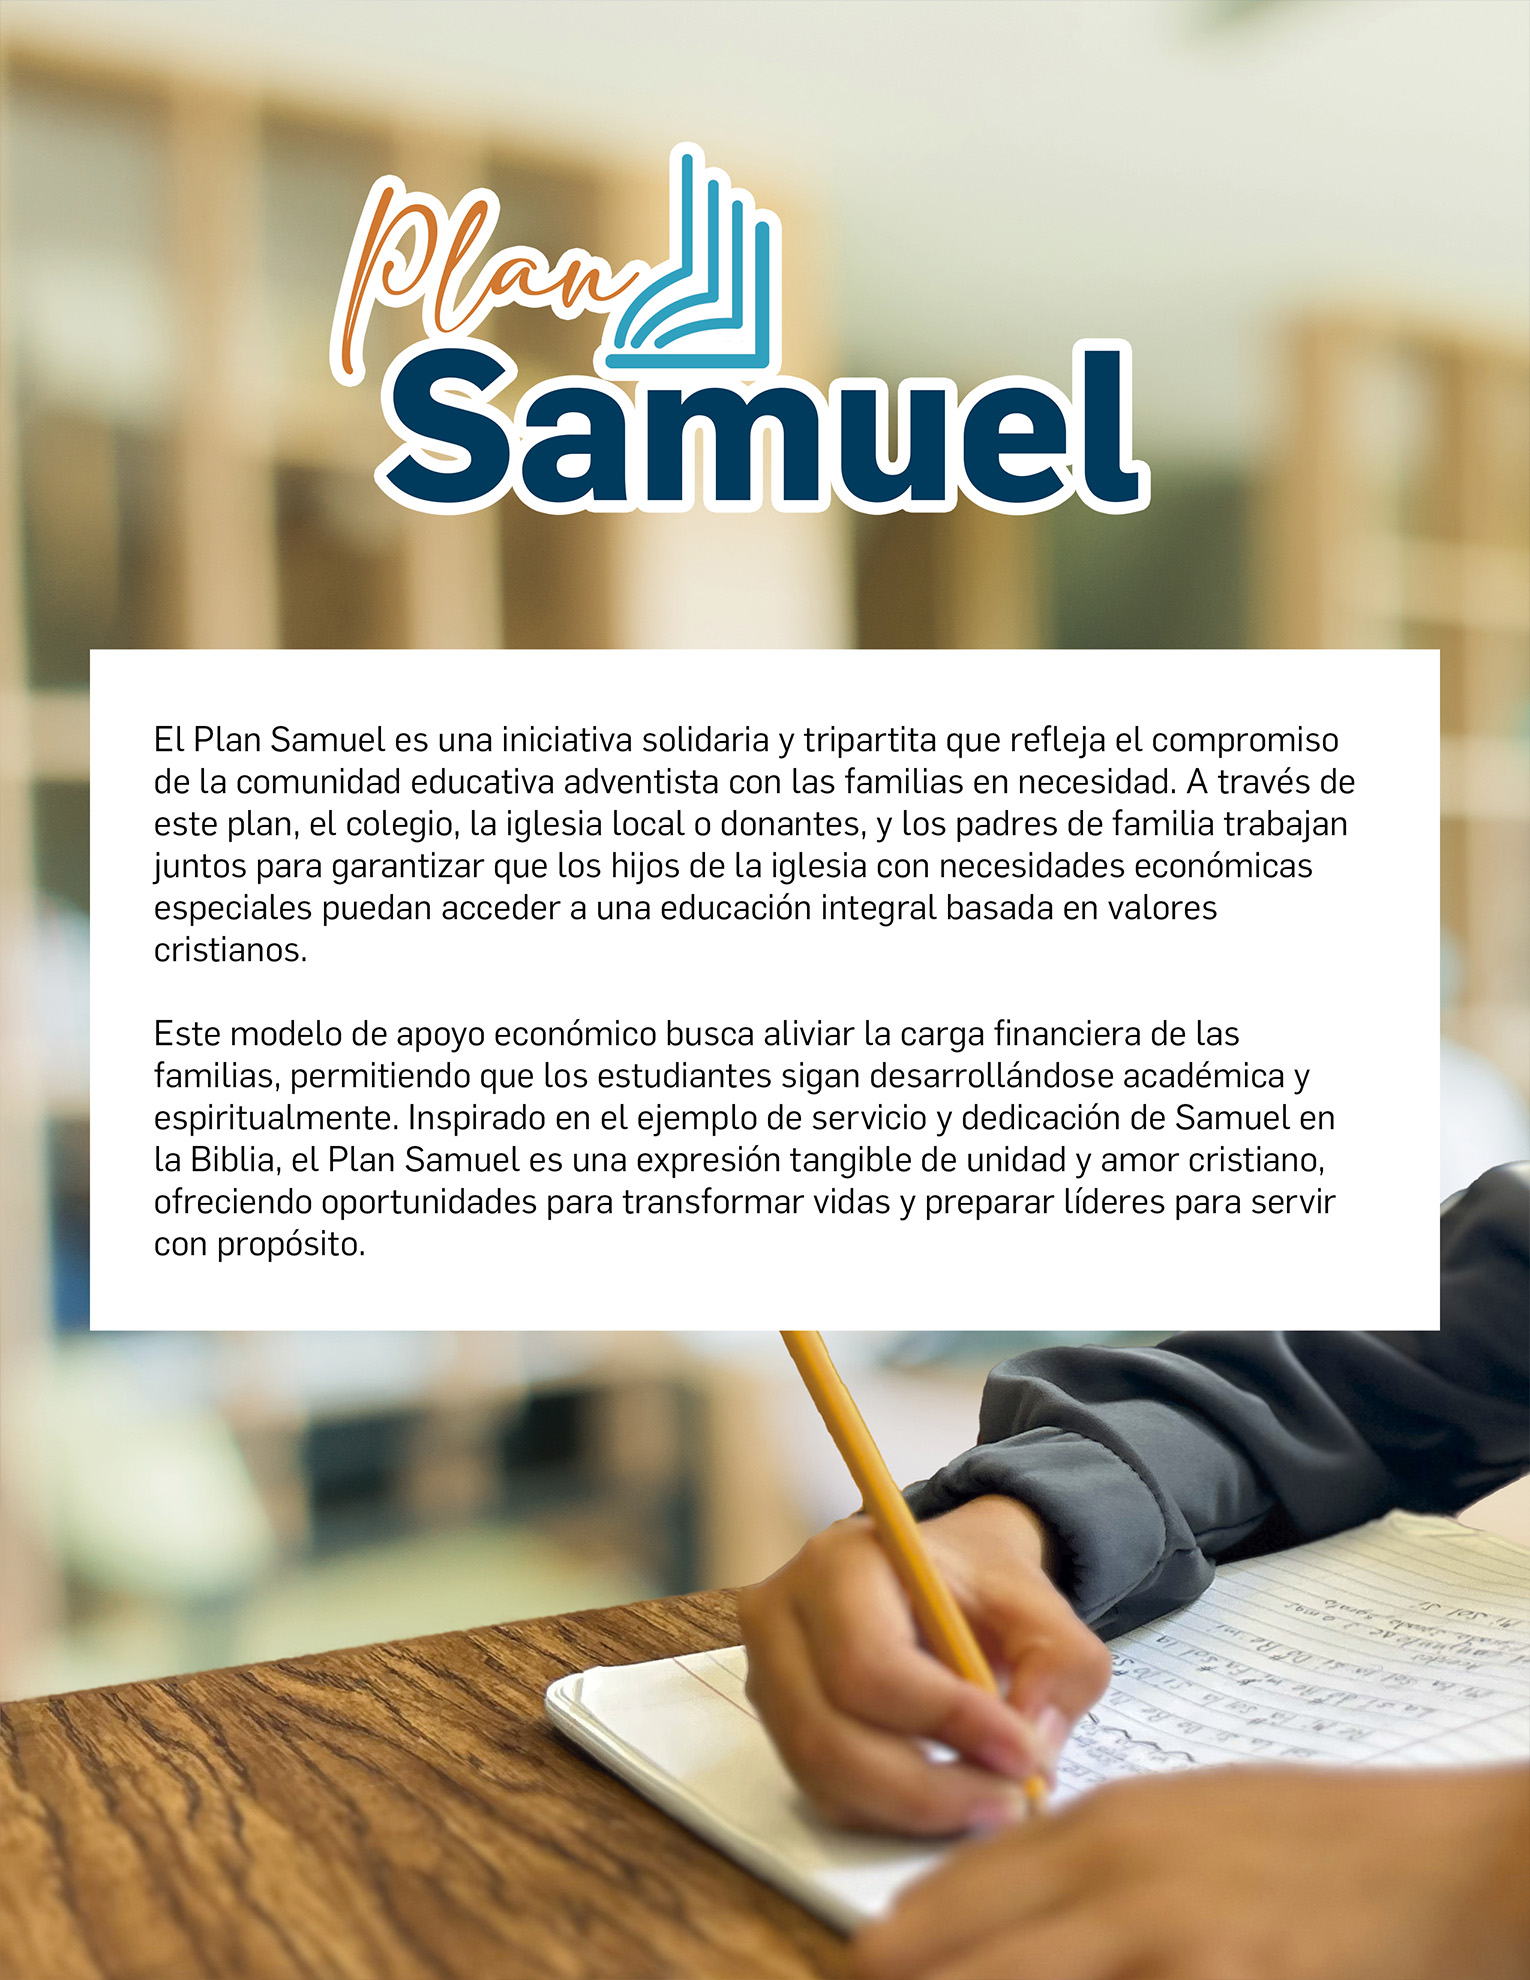 Plan
Samuel
El Plan Samuel es una iniciativa solidaria y tripartita que refleja el compromiso
de la comunidad educativa adventista con las familias en necesidad. A través de
este plan, el colegio, la iglesia local o donantes, y los padres de familia trabajan
juntos para garantizar que los hijos de la iglesia con necesidades económicas
especiales puedan acceder a una educación integral basada en valores
cristianos.
Este modelo de apoyo económico busca aliviar la carga financiera de las
familias, permitiendo que los estudiantes sigan desarrollándose académica y
espiritualmente. Inspirado en el ejemplo de servicio y dedicación de Samuel en
la Biblia, el Plan Samuel es una expresión tangible de unidad y amor cristiano,
ofreciendo oportunidades para transformar vidas y preparar líderes para servir
con propósito.